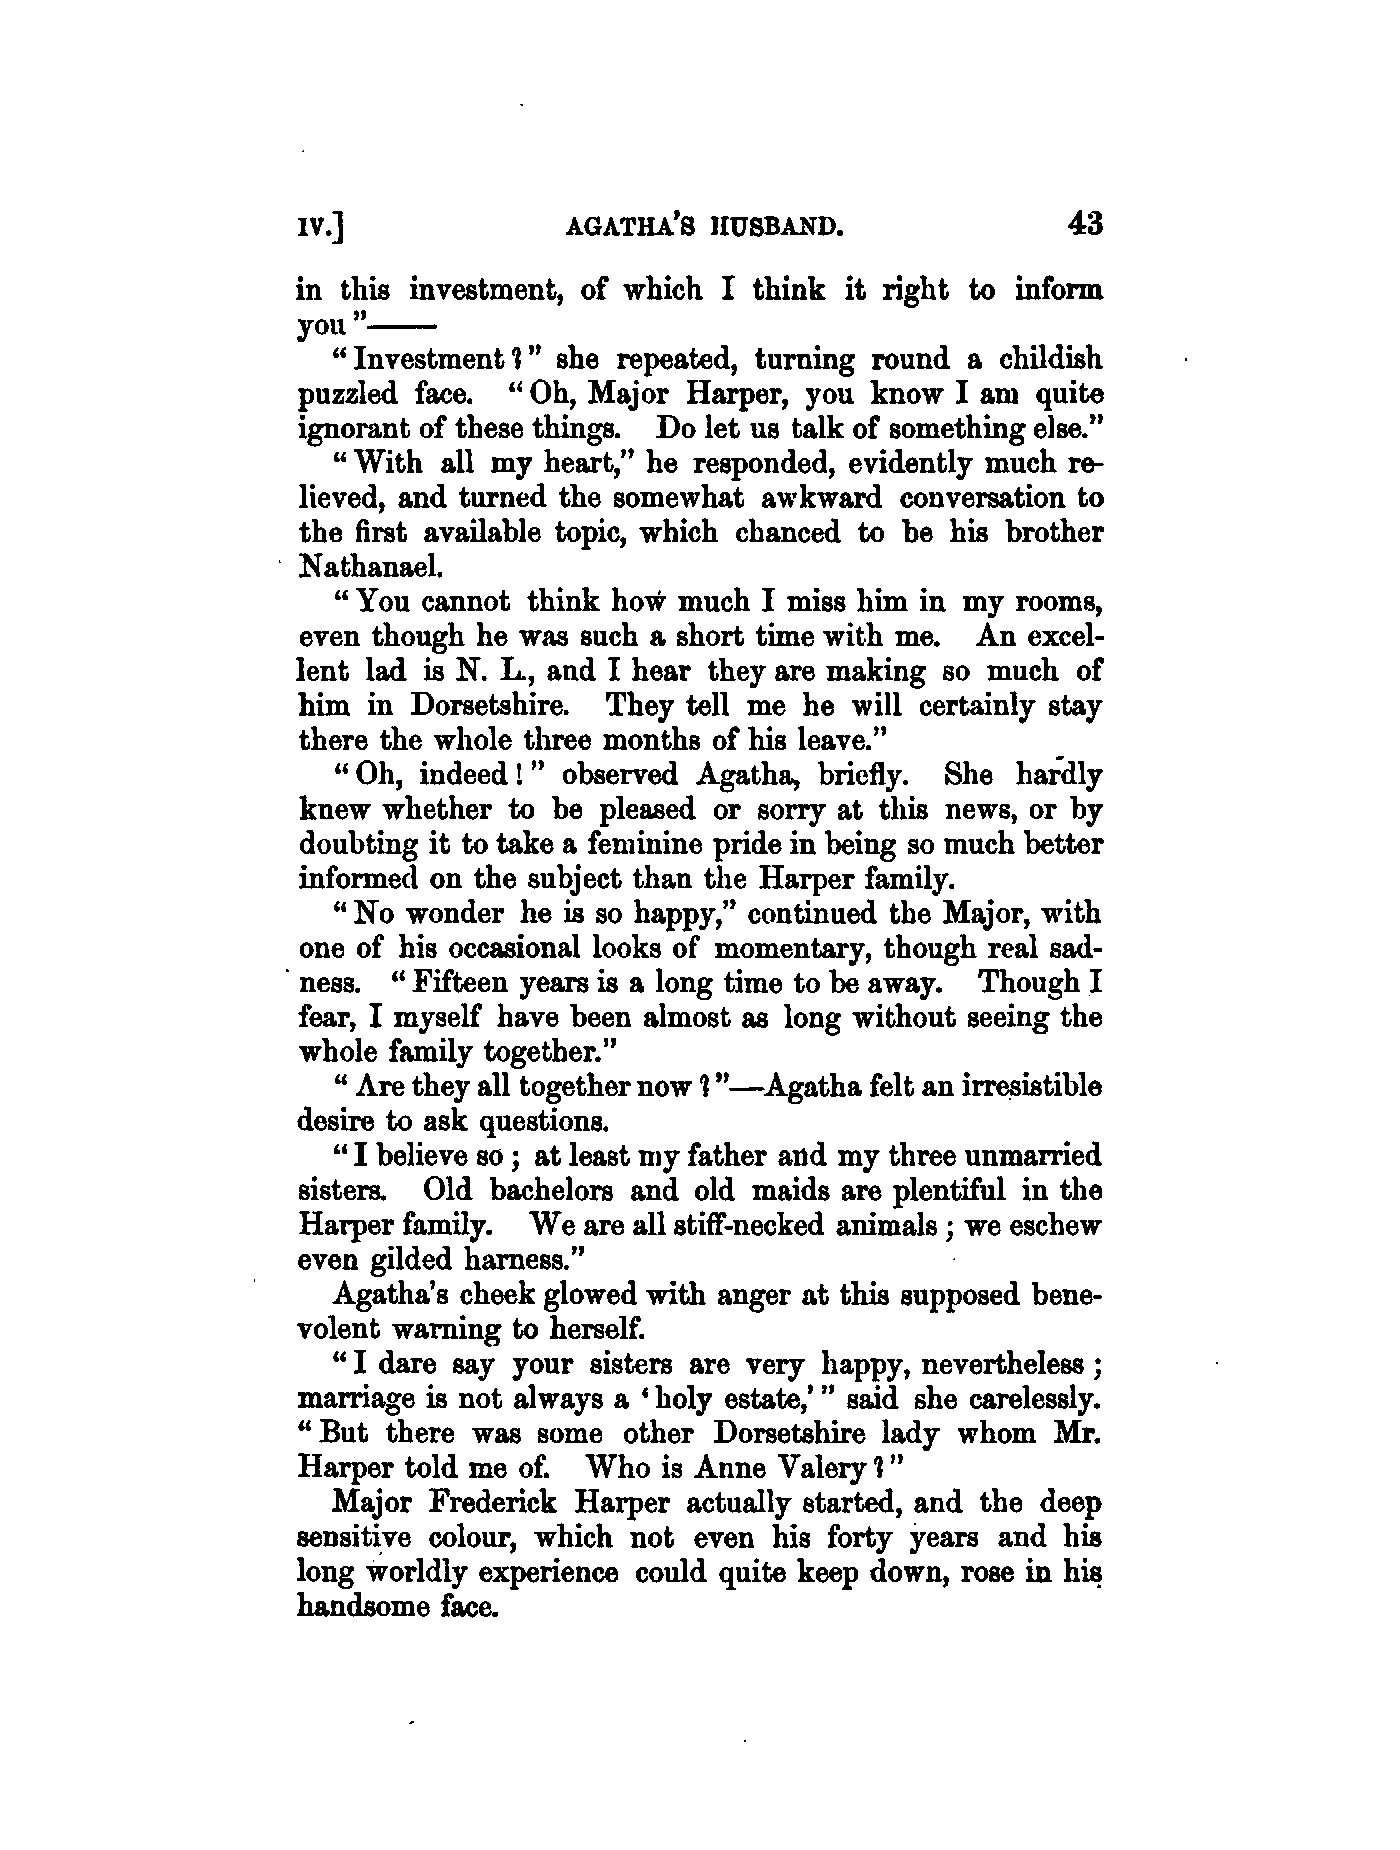 IV.] AGATHA'S HUSBAND. 43
in this investment, of which I think it right to inform
you"——
"Investment?" she repeated, turning round a childish
puzzled face. "Oh, Major Harper, you know I am quite
ignorant of these things. Do let us talk of something else."
"With all my heart," he responded, evidently much re-
lieved, and turned the somewhat awkward conversation to
the first available topic, which chanced to be his brother
Nathanael.
"You cannot think how much I miss him in my rooms,
even though he was such a short time with me. An excel-
lent lad is N. L., and I hear they are making so much of
him in Dorsetshire. They tell me he will certainly stay
there the whole three months of his leave."
"Oh, indeed!" observed Agatha, briefly. She hardly
knew whether to be pleased or sorry at this news, or by
doubting it to take a feminine pride in being so much better
informed on the subject than the Harper family.
"No wonder he is so happy," continued the Major, with
one of his occasional looks of momentary, though real sad-
ness. "Fifteen years is a long time to be away. Though I
fear, I myself have been almost as long without seeing the
whole family together."
"Are they all together now?"—Agatha felt an irresistible
desire to ask questions.
"I believe so; at least my father and my three unmarried
sisters. Old bachelors and old maids are plentiful in the
Harper family. We are all stiff-necked animals; we eschew
even gilded harness."
Agatha's cheek glowed with anger at this supposed bene-
volent warning to herself.
"I dare say your sisters are very happy, nevertheless;
marriage is not always a 'holy estate,'" said she carelessly.
"But there was some other Dorsetshire lady whom Mr.
Harper told me of. Who is Anne Valery?"
Major Frederick Harper actually started, and the deep
sensitive colour, which not even his forty years and his
long worldly experience could quite keep down, rose in his
handsome face.